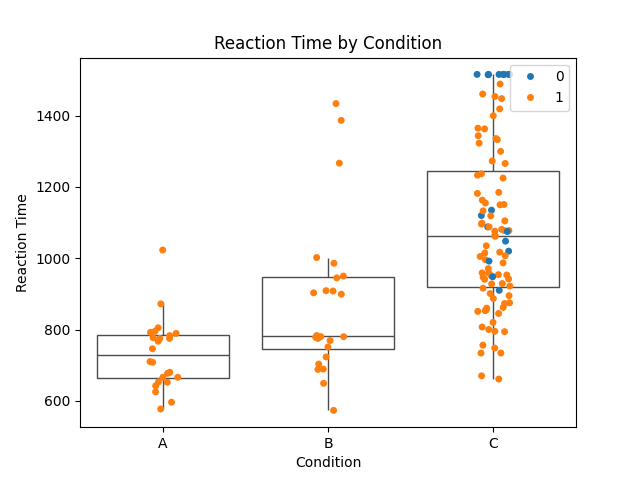 Reaction Time by Condition
0
1
1400
1200
1000
800
600
Reaction Time
A
B
C
Condition